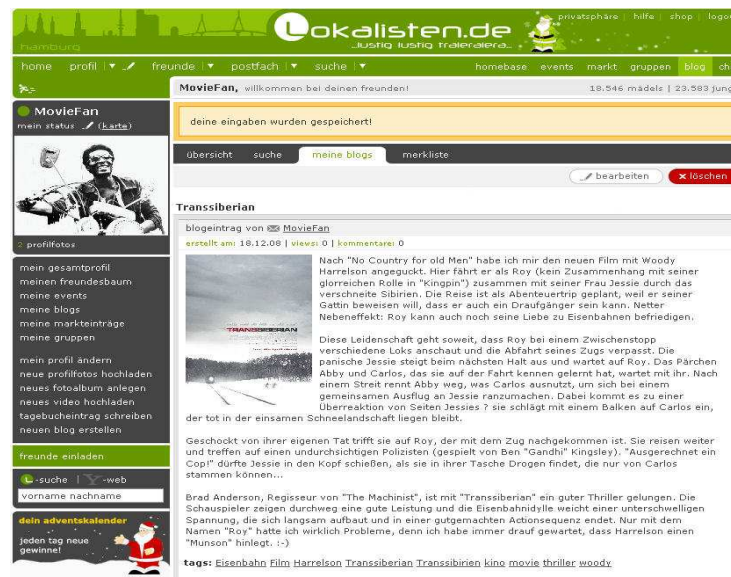 Lokalisten.de
...lustig lustig traleralera...
hamburg
privatsphäre | hilfe | shop | logou
home profil | ▼ freunde | ▼ postfach | ▼ suche | ▼ homebase events markt gruppen blog ch
MovieFan, willkommen bei deinen freunden! 18.546 mädels | 23.583 jung
MovieFan
mein status (karte)
2 profilfotos
mein gesamtprofil
meinen freundesbaum
meine events
meine blogs
meine markteinträge
meine gruppen
mein profil ändern
neue profilfotos hochladen
neues fotoalbum anlegen
neues video hochladen
tagebucheintrag schreiben
neuen blog erstellen
freunde einladen
L-suche | Y-web
vorname nachname
dein adventskalender
jeden tag neue
gewinne!
deine eingaben wurden gespeichert!
übersicht suche meine blogs merkliste
bearbeiten x löschen
Transsiberian
blogeintrag von MovieFan
erstellt am: 18.12.08 | views: 0 | kommentare: 0
TRANSSIBERIAN
Nach "No Country for old Men" habe ich mir den neuen Film mit Woody
Harrelson angeguckt. Hier fährt er als Roy (kein Zusammenhang mit seiner
glorreichen Rolle in "Kingpin") zusammen mit seiner Frau Jessie durch das
verschneite Sibirien. Die Reise ist als Abenteuertrip geplant, weil er seiner
Gattin beweisen will, dass er auch ein Draufgänger sein kann. Netter
Nebeneffekt: Roy kann auch noch seine Liebe zu Eisenbahnen befriedigen.
Diese Leidenschaft geht soweit, dass Roy bei einem Zwischenstopp
verschiedene Loks anschaut und die Abfahrt seines Zugs verpasst. Die
panische Jessie steigt beim nächsten Halt aus und wartet auf Roy. Das Pärchen
Abby und Carlos, das sie auf der Fahrt kennen gelernt hat, wartet mit ihr. Nach
einem Streit rennt Abby weg, was Carlos ausnutzt, um sich bei einem
gemeinsamen Ausflug an Jessie ranzumachen. Dabei kommt es zu einer
Überreaktion von Seiten Jessies ? sie schlägt mit einem Balken auf Carlos ein,
der tot in der einsamen Schneelandschaft liegen bleibt.
Geschockt von ihrer eigenen Tat trifft sie auf Roy, der mit dem Zug nachgekommen ist. Sie reisen weiter
und treffen auf einen undurchsichtigen Polizisten (gespielt von Ben "Gandhi" Kingsley). "Ausgerechnet ein
Cop!" dürfte Jessie in den Kopf schießen, als sie in ihrer Tasche Drogen findet, die nur von Carlos
stammen können...
Brad Anderson, Regisseur von "The Machinist", ist mit "Transsiberian" ein guter Thriller gelungen. Die
Schauspieler zeigen durchweg eine gute Leistung und die Eisenbahnidylle weicht einer unterschwelligen
Spannung, die sich langsam aufbaut und in einer gutgemachten Actionsequenz endet. Nur mit dem
Namen "Roy" hatte ich wirklich Probleme, denn ich habe immer drauf gewartet, dass Harrelson einen
"Munson" hinlegt. :-)
tags: Eisenbahn Film Harrelson Transsiberian Transsibirien kino movie thriller woody